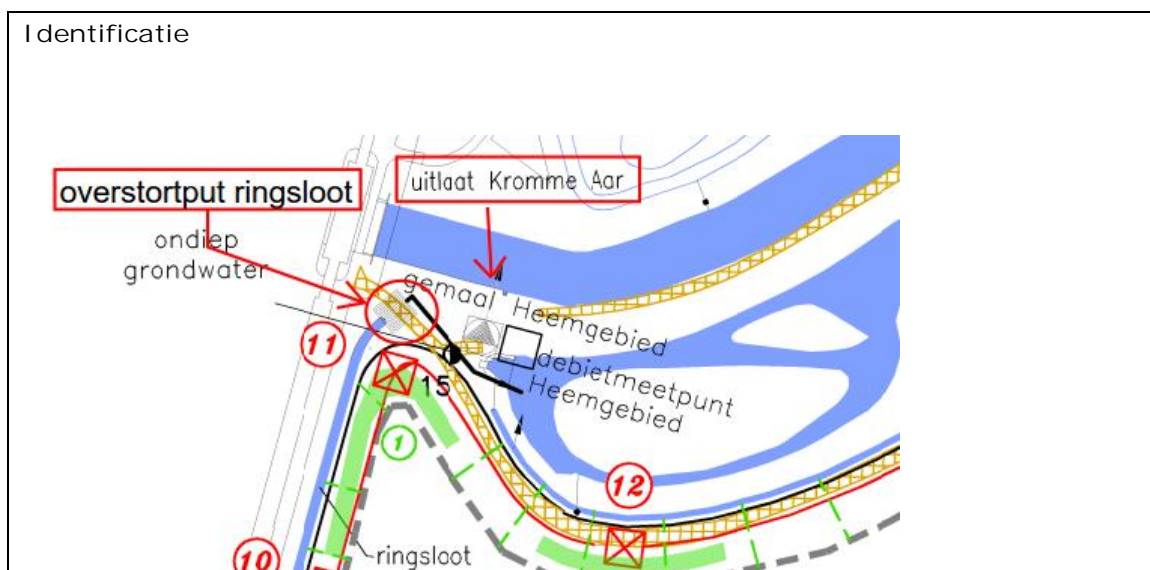 Identificatie
overstortput ringsloot
uitlaat Kromme Aar
ondiep
grondwater
gemaal Heemgebied
11
debietmeetpunt
Heemgebied
15
1
12
10
ringsloot